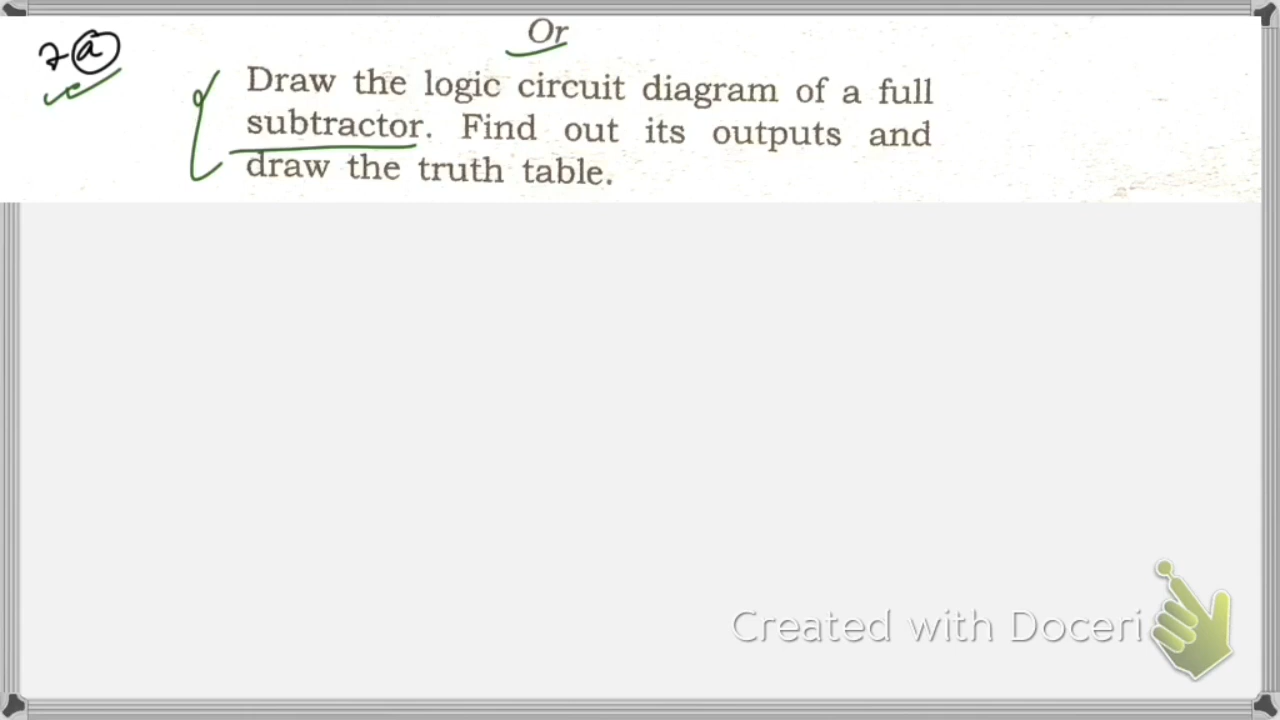 Or
7(a)
Draw the logic circuit diagram of a full
subtractor. Find out its outputs and
draw the truth table.
Created with Doceri